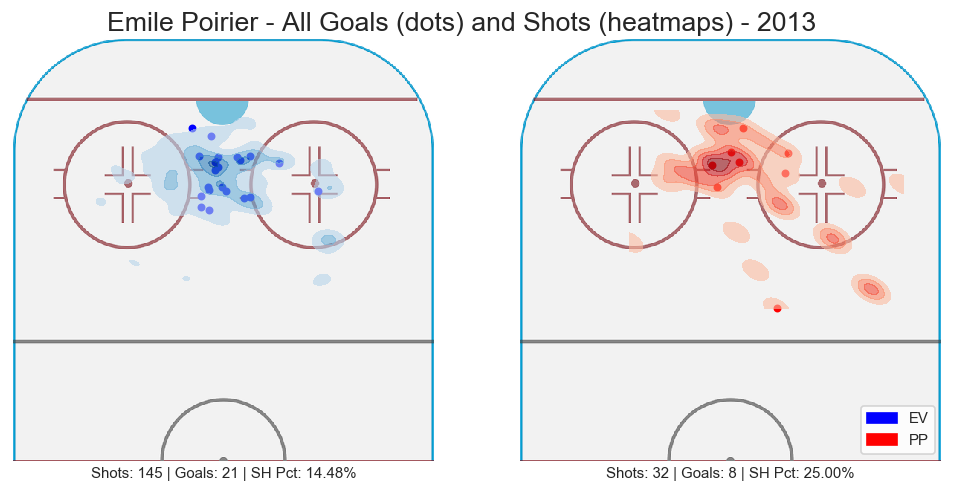 Emile Poirier - All Goals (dots) and Shots (heatmaps) - 2013
EV
PP
Shots: 145 | Goals: 21 | SH Pct: 14.48%
Shots: 32 | Goals: 8 | SH Pct: 25.00%